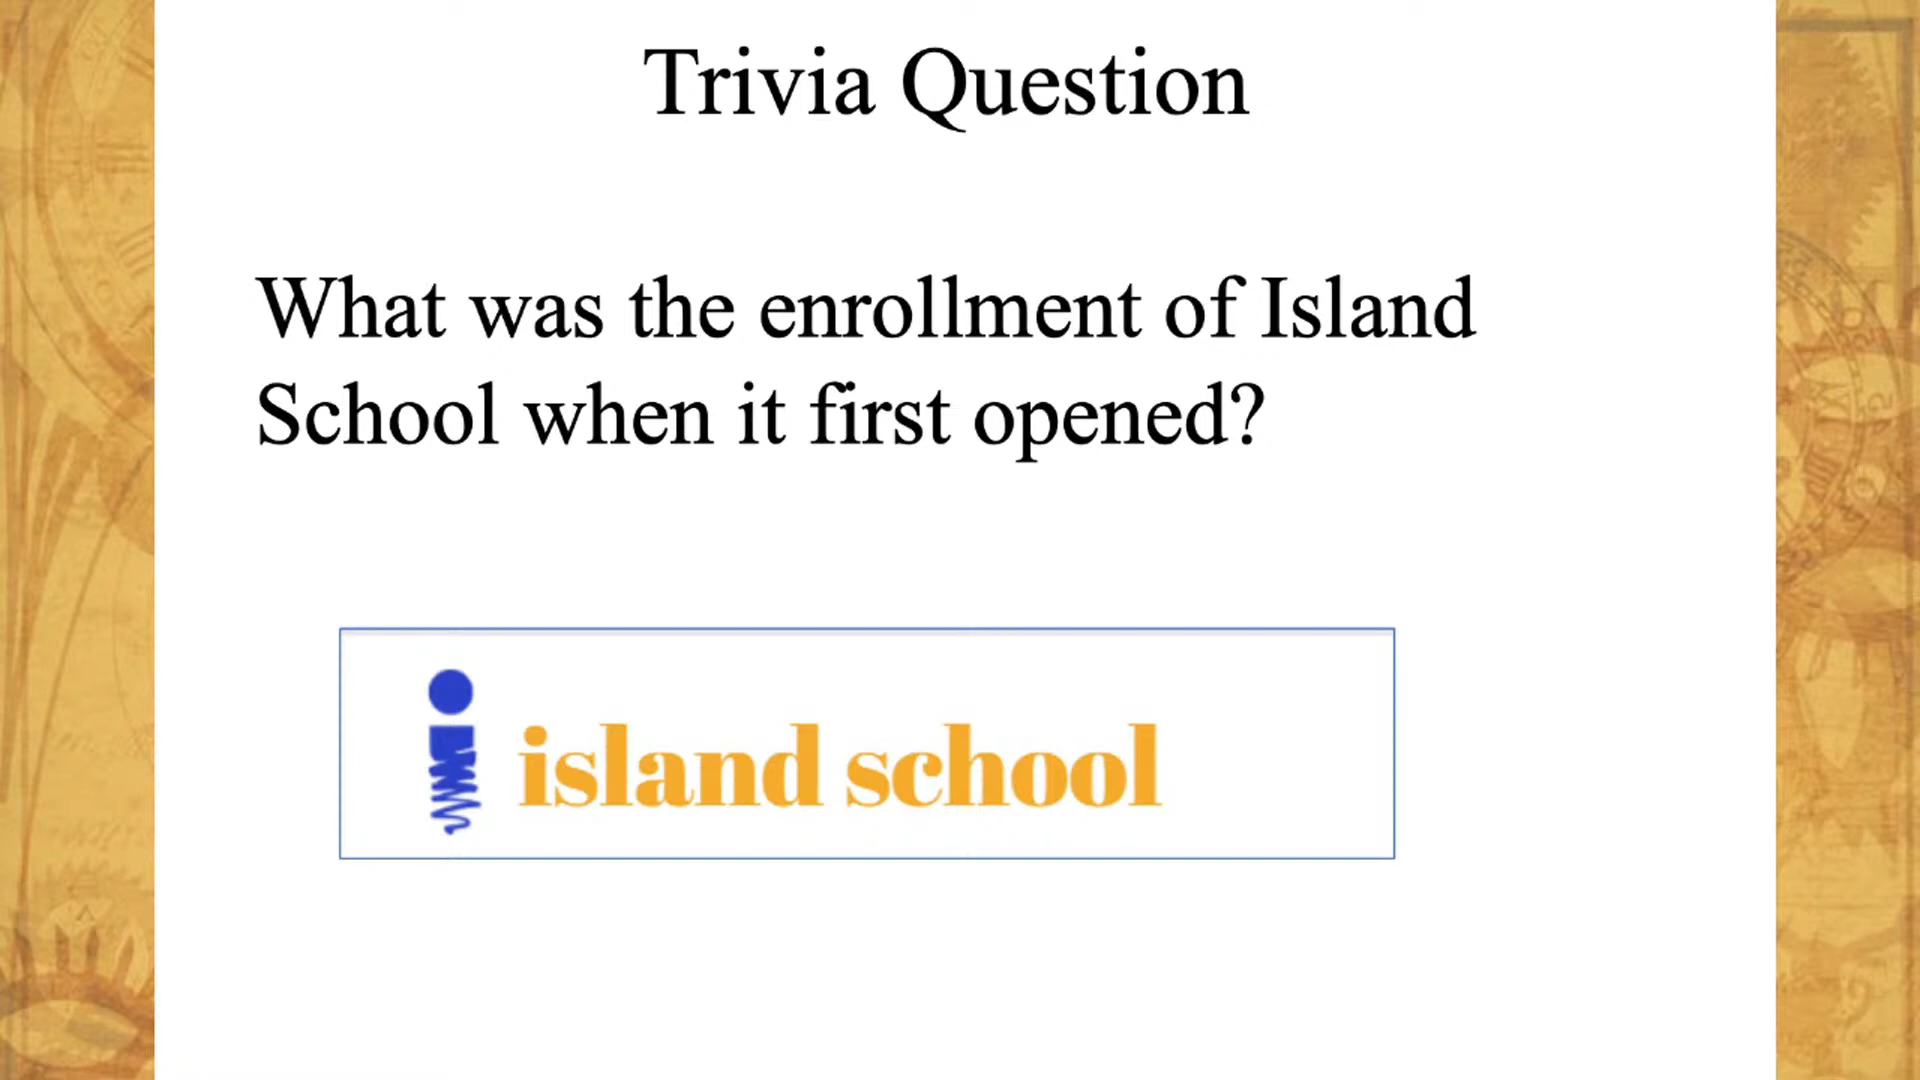 Trivia Question
What was the enrollment of Island
School when it first opened?
island school